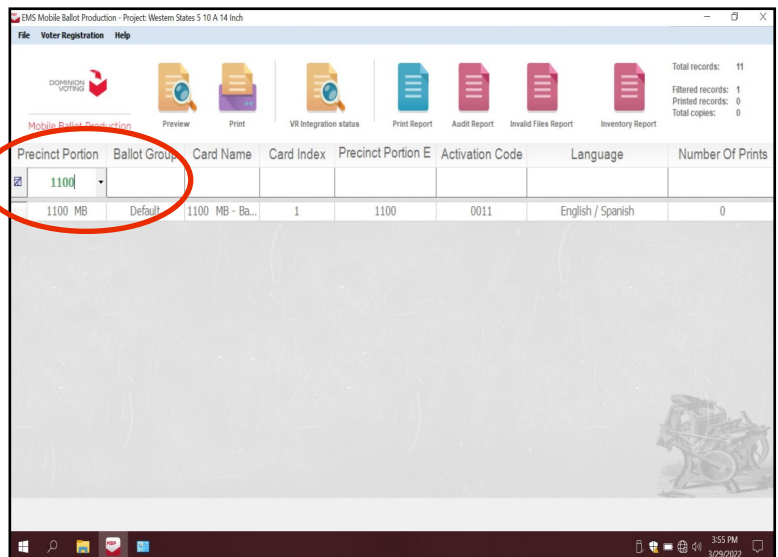 EMS Mobile Ballot Production - Project: Western States 5 10 A 14 Inch
File Voter Registration Help
DOMINION
VOTING
Mobile Ballot Production
Preview
Print
VR Integration status
Print Report
Audit Report
Invalid Files Report
Inventory Report
Total records: 11
Filtered records: 1
Printed records: 0
Total copies: 0
Precinct Portion Ballot Group Card Name Card Index Precinct Portion E Activation Code Language Number Of Prints
1100
1100 MB Default 1100 MB - Ba... 1 1100 0011 English / Spanish 0
MBP
3:55 PM
3/29/2022